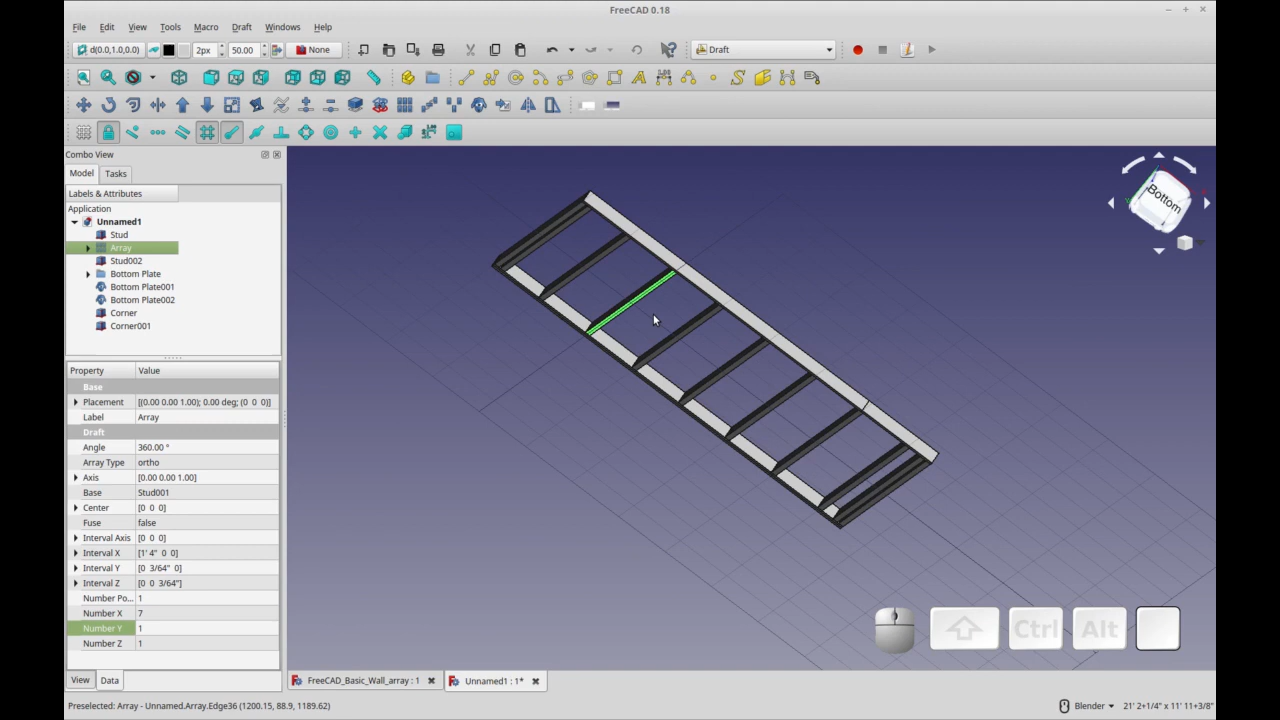 FreeCAD 0.18
File Edit View Tools Macro Draft Windows Help
d(0.0,1.0,0.0) 2px 50.00 None Draft
Combo View
Model Tasks
Labels & Attributes
Application
Unnamed1
Stud
Array
Stud002
Bottom Plate
Bottom Plate001
Bottom Plate002
Corner
Corner001
Property Value
Base
Placement [(0.00 0.00 1.00); 0.00 deg; (0 0 0)]
Label Array
Draft
Angle 360.00 °
Array Type ortho
Axis [0.00 0.00 1.00]
Base Stud001
Center [0 0 0]
Fuse false
Interval Axis [0 0 0]
Interval X [1' 4" 0 0]
Interval Y [0 3/64" 0]
Interval Z [0 0 3/64"]
Number Po... 1
Number X 7
Number Y 1
Number Z 1
View Data
Bottom
Ctrl Alt
FreeCAD_Basic_Wall_array : 1 Unnamed1 : 1*
Preselected: Array - Unnamed.Array.Edge36 (1200.15, 88.9, 1189.62) Blender 21' 2+1/4" x 11' 11+3/8"